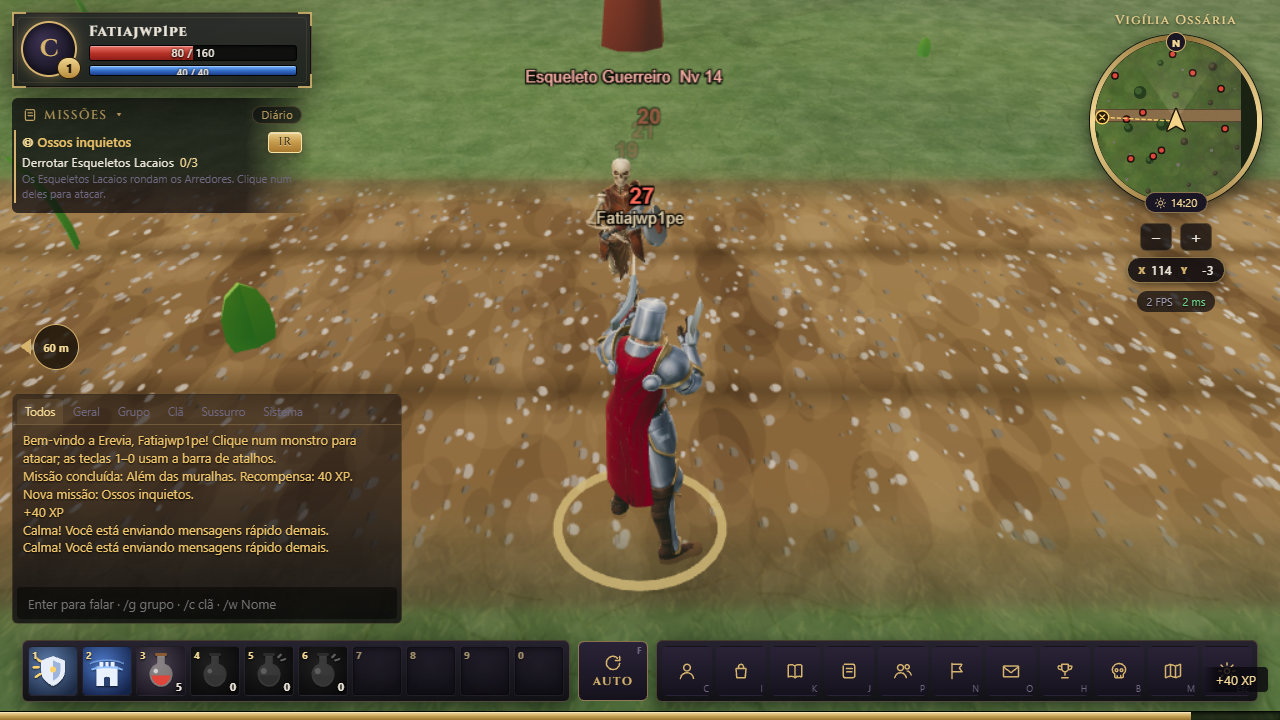 C
1
Fatiajwp1pe
80 / 160
40 / 40
MISSÕES
Diário
Ossos inquietos
IR
Derrotar Esqueletos Lacaios 0/3
Os Esqueletos Lacaios rondam os Arredores. Clique num
deles para atacar.
Esqueleto Guerreiro Nv 14
20
21
19
27
Fatiajwp1pe
Vigília Ossária
N
14:20
− +
X 114 Y -3
2 FPS 2 ms
60 m
Todos Geral Grupo Clã Sussurro Sistema
Bem-vindo a Erevia, Fatiajwp1pe! Clique num monstro para
atacar; as teclas 1–0 usam a barra de atalhos.
Missão concluída: Além das muralhas. Recompensa: 40 XP.
Nova missão: Ossos inquietos.
+40 XP
Calma! Você está enviando mensagens rápido demais.
Calma! Você está enviando mensagens rápido demais.
Enter para falar · /g grupo · /c clã · /w Nome
1 2 3 4 5 6 7 8 9 0
5 0 0 0
F
AUTO
C I K J P N O H B M
+40 XP